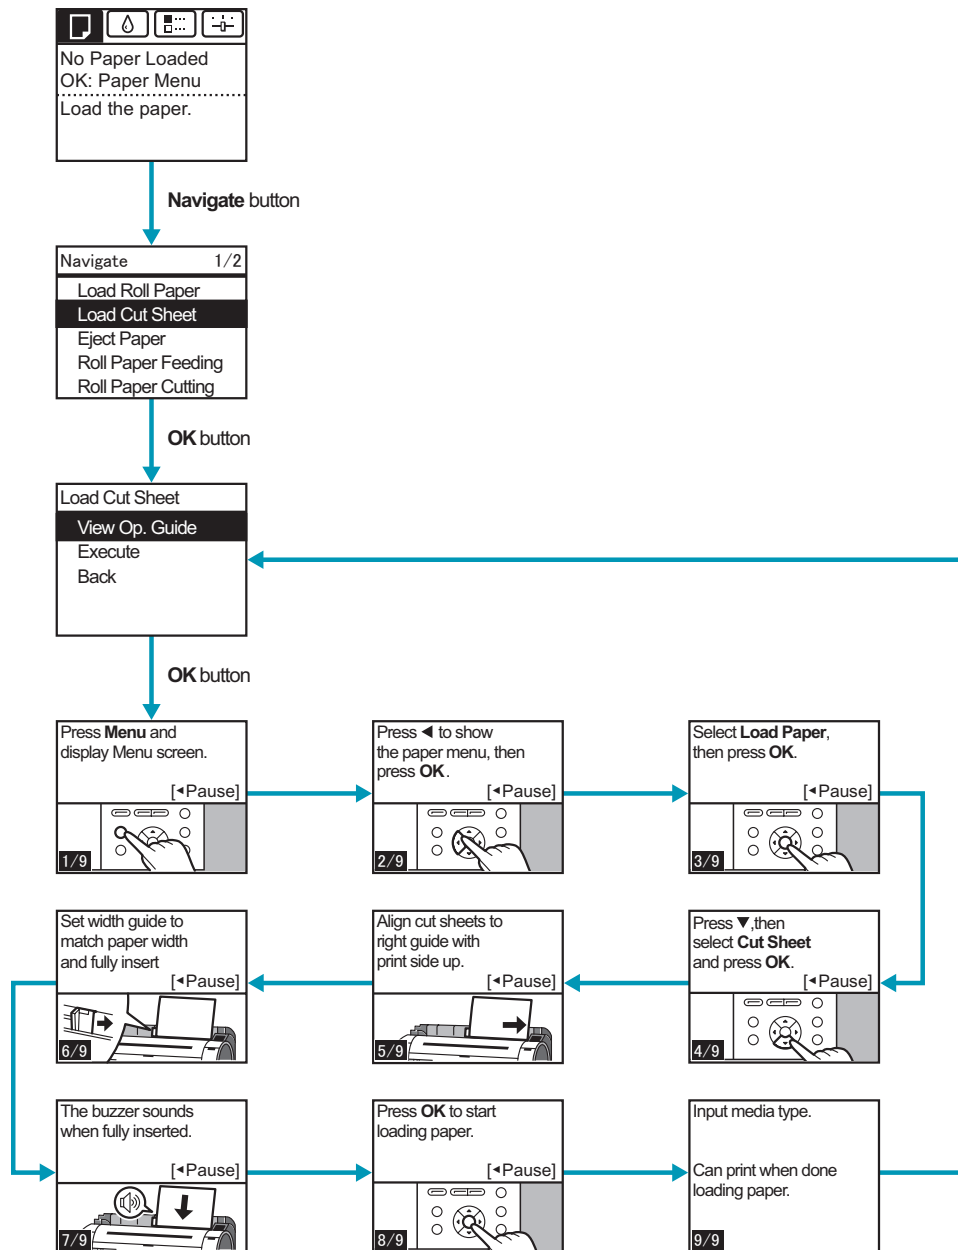 No Paper Loaded
OK: Paper Menu
Load the paper.
Navigate button
Navigate 1/2
Load Roll Paper
Load Cut Sheet
Eject Paper
Roll Paper Feeding
Roll Paper Cutting
OK button
Load Cut Sheet
View Op. Guide
Execute
Back
OK button
Press Menu and
display Menu screen.
[◂Pause]
1/9
Press ◀ to show
the paper menu, then
press OK.
[◂Pause]
2/9
Select Load Paper,
then press OK.
[◂Pause]
3/9
Press ▼,then
select Cut Sheet
and press OK.
[◂Pause]
4/9
Align cut sheets to
right guide with
print side up.
[◂Pause]
5/9
Set width guide to
match paper width
and fully insert
[◂Pause]
6/9
The buzzer sounds
when fully inserted.
[◂Pause]
7/9
Press OK to start
loading paper.
[◂Pause]
8/9
Input media type.
Can print when done
loading paper.
9/9